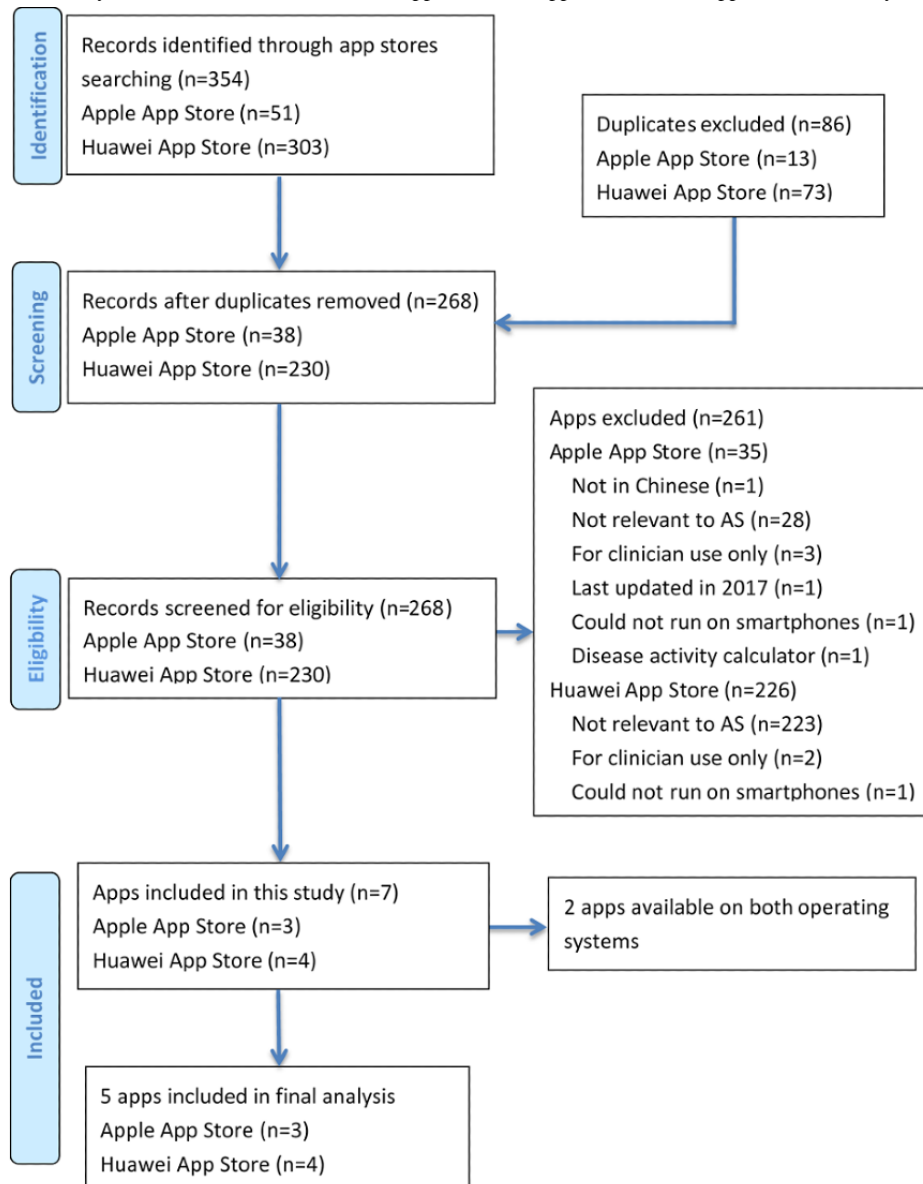 Identification
Records identified through app stores
searching (n=354)
Apple App Store (n=51)
Huawei App Store (n=303)
Duplicates excluded (n=86)
Apple App Store (n=13)
Huawei App Store (n=73)
Screening
Records after duplicates removed (n=268)
Apple App Store (n=38)
Huawei App Store (n=230)
Apps excluded (n=261)
Apple App Store (n=35)
Not in Chinese (n=1)
Not relevant to AS (n=28)
For clinician use only (n=3)
Last updated in 2017 (n=1)
Could not run on smartphones (n=1)
Disease activity calculator (n=1)
Huawei App Store (n=226)
Not relevant to AS (n=223)
For clinician use only (n=2)
Could not run on smartphones (n=1)
Eligibility
Records screened for eligibility (n=268)
Apple App Store (n=38)
Huawei App Store (n=230)
Included
Apps included in this study (n=7)
Apple App Store (n=3)
Huawei App Store (n=4)
2 apps available on both operating
systems
5 apps included in final analysis
Apple App Store (n=3)
Huawei App Store (n=4)